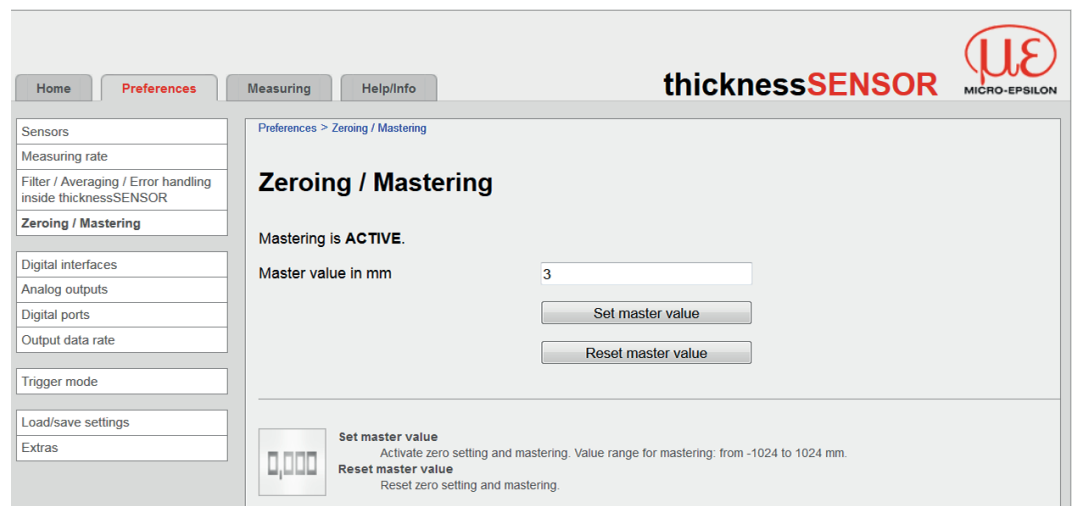 Home
Preferences
Measuring
Help/Info
thicknessSENSOR
με
MICRO-EPSILON
Sensors
Measuring rate
Filter / Averaging / Error handling
inside thicknessSENSOR
Zeroing / Mastering
Digital interfaces
Analog outputs
Digital ports
Output data rate
Trigger mode
Load/save settings
Extras
Preferences > Zeroing / Mastering
Zeroing / Mastering
Mastering is ACTIVE.
Master value in mm
3
Set master value
Reset master value
0,000
Set master value
Activate zero setting and mastering. Value range for mastering: from -1024 to 1024 mm.
Reset master value
Reset zero setting and mastering.